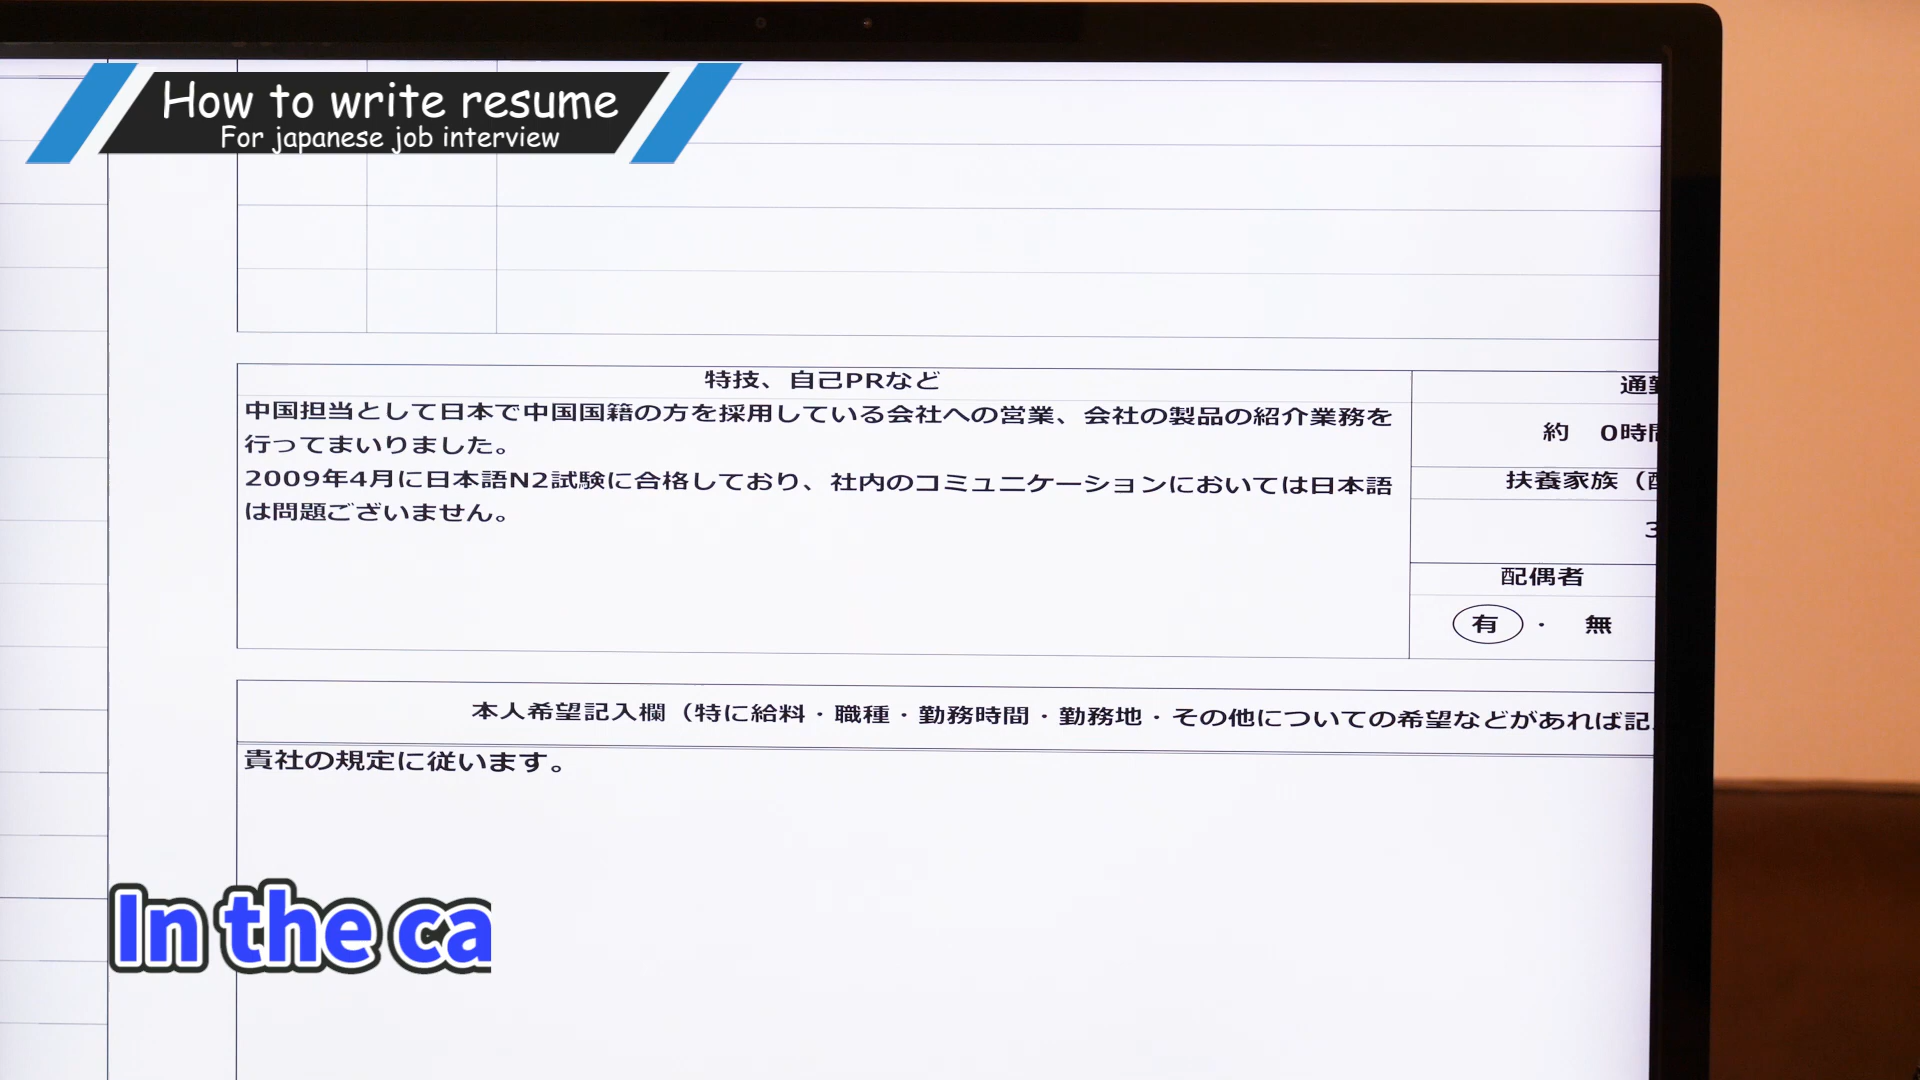 How to write resume
For japanese job interview
特技、自己PRなど
中国担当として日本で中国国籍の方を採用している会社への営業、会社の製品の紹介業務を
行ってまいりました。
2009年4月に日本語N2試験に合格しており、社内のコミュニケーションにおいては日本語
は問題ございません。
通勤
約 0時間
扶養家族（配
3
配偶者
有 ・ 無
本人希望記入欄（特に給料・職種・勤務時間・勤務地・その他についての希望などがあれば記入
貴社の規定に従います。
In the ca